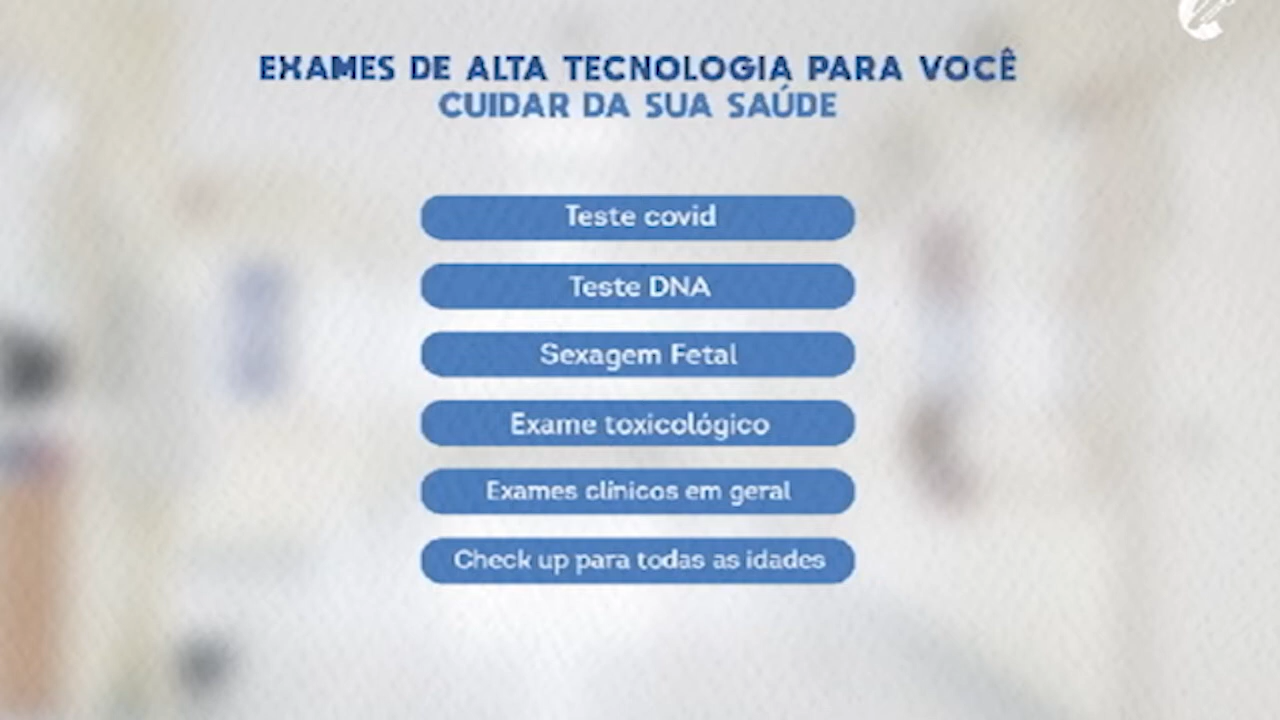 EXAMES DE ALTA TECNOLOGIA PARA VOCÊ
CUIDAR DA SUA SAÚDE
Teste covid
Teste DNA
Sexagem Fetal
Exame toxicológico
Exames clínicos em geral
Check up para todas as idades